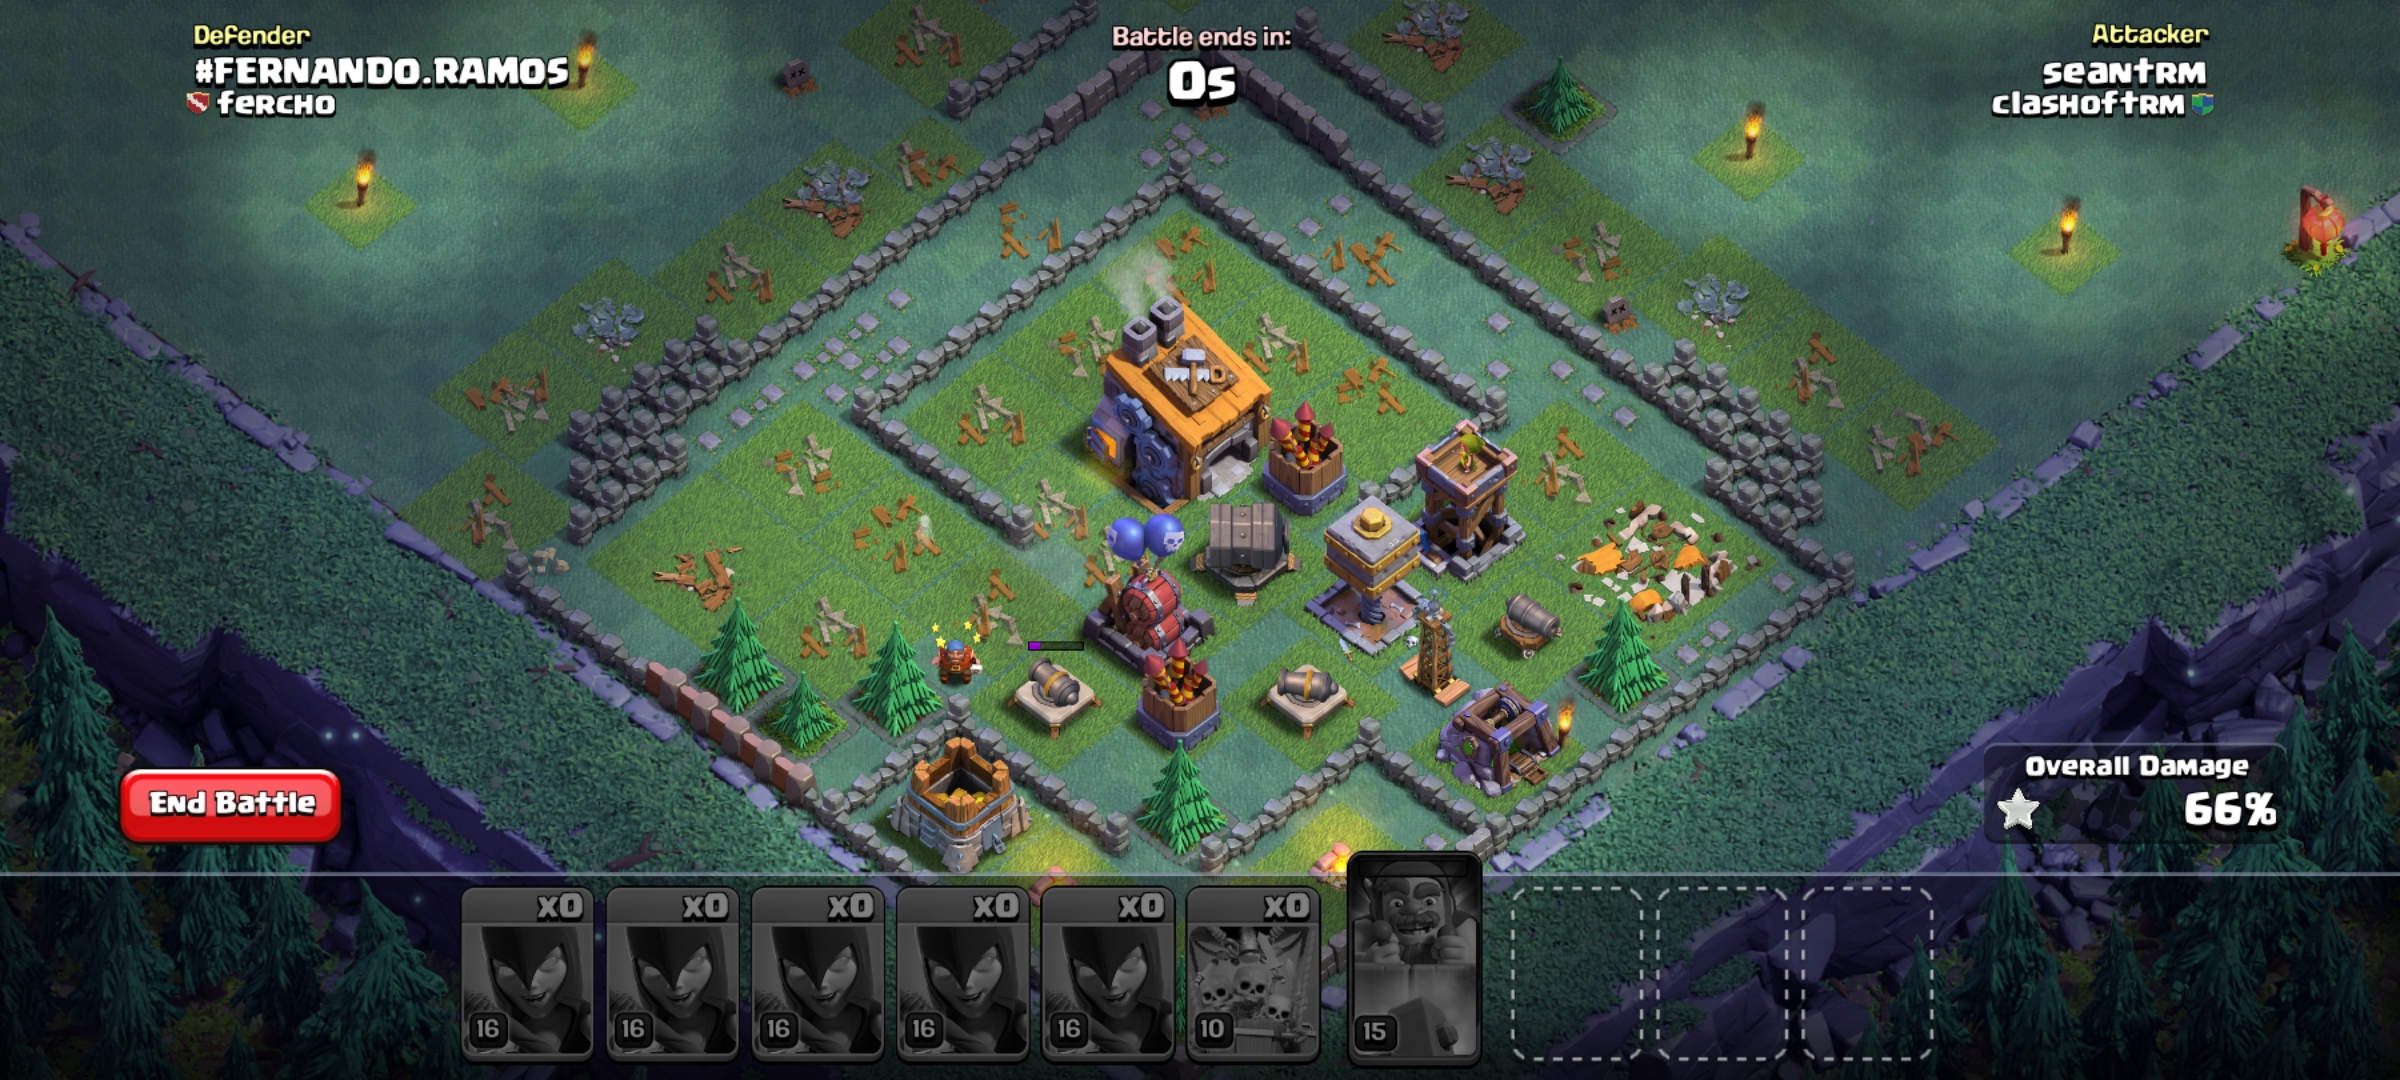 Defender
#FERNANDO.RAMOS
fercho
Battle ends in:
0s
Attacker
seantrm
clashoftrm
End Battle
Overall Damage
66%
x0
x0
x0
x0
x0
x0
16
16
16
16
16
10
15